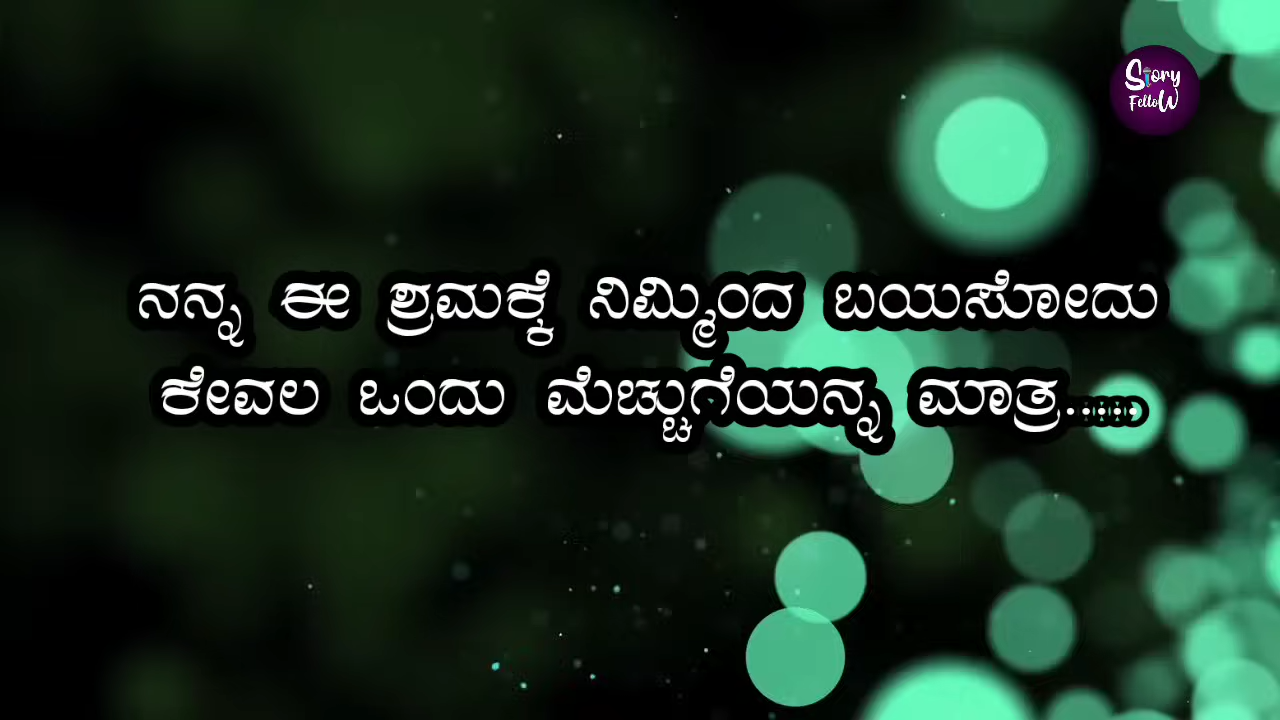 Story
FelloW
ನನ್ನ ಈ ಶ್ರಮಕ್ಕೆ ನಿಮ್ಮಿಂದ ಬಯಸೋದು
ಕೇವಲ ಒಂದು ಮೆಚ್ಚುಗೆಯನ್ನ ಮಾತ್ರ......